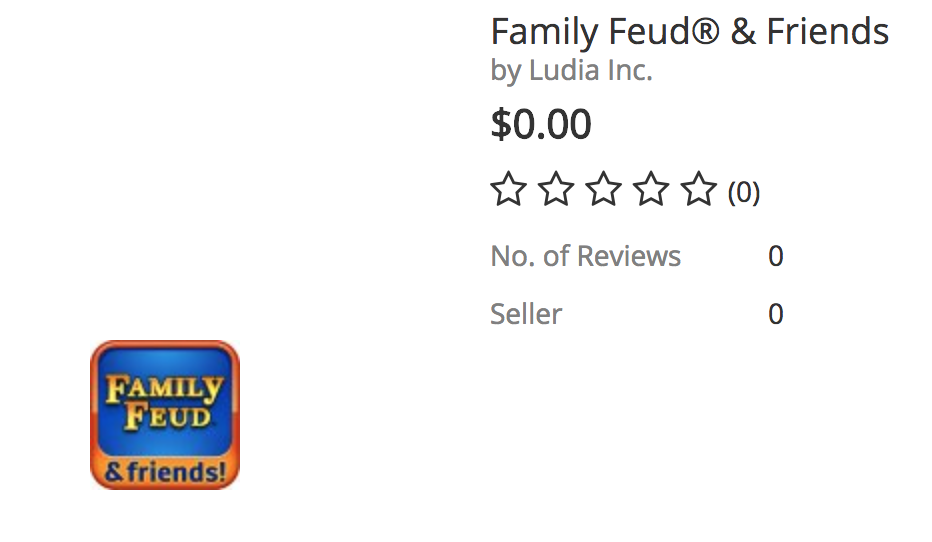 Family Feud® & Friends
by Ludia Inc.
$0.00
(0)
No. of Reviews 0
Seller 0
FAMILY
FEUD
& friends!